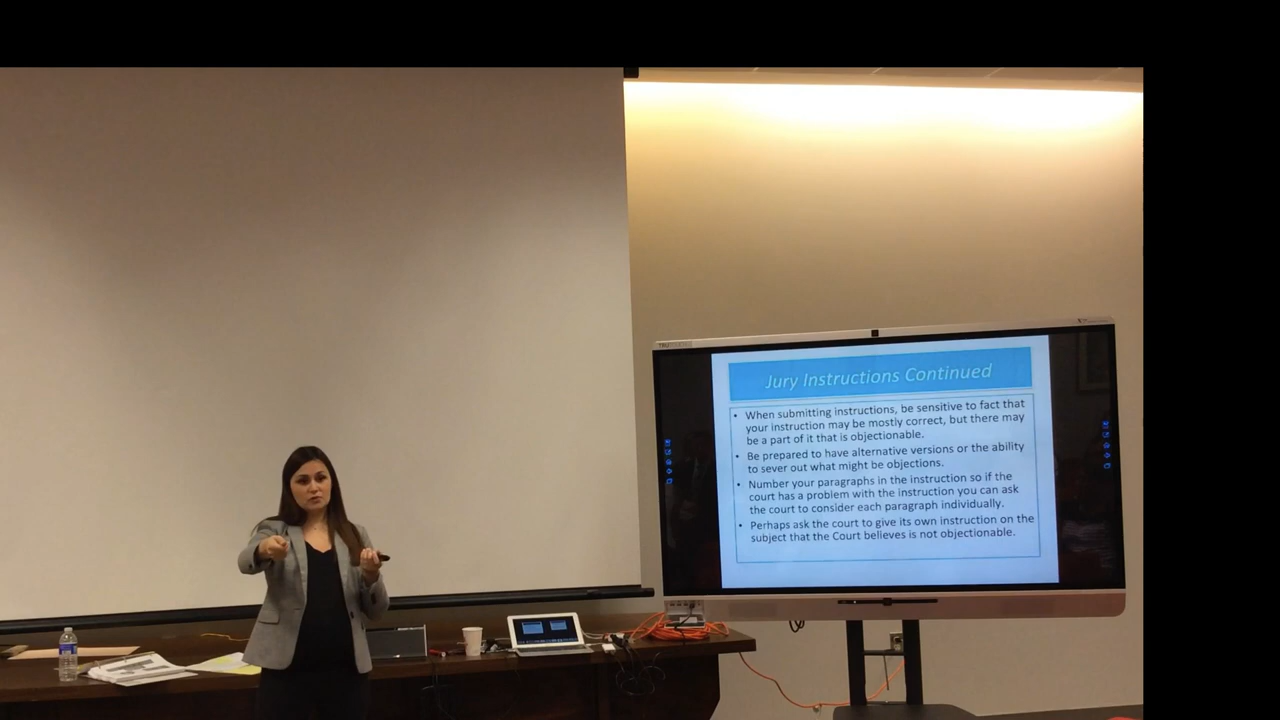 Jury Instructions Continued
• When submitting instructions, be sensitive to fact that
your instruction may be mostly correct, but there may
be a part of it that is objectionable.
• Be prepared to have alternative versions or the ability
to sever out what might be objections.
• Number your paragraphs in the instruction so if the
court has a problem with the instruction you can ask
the court to consider each paragraph individually.
• Perhaps ask the court to give its own instruction on the
subject that the Court believes is not objectionable.